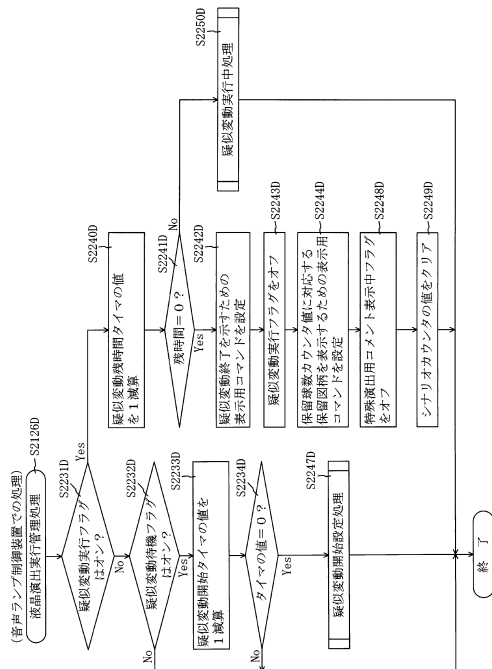 (音声ランプ制御装置での処理)
液晶演出実行管理処理
S2126D
疑似変動実行フラグ
はオン?
S2231D
Yes
No
疑似変動待機フラグ
はオン?
S2232D
No
Yes
疑似変動開始タイマの値を
1減算
S2233D
タイマの値=0?
S2234D
No
Yes
疑似変動開始設定処理
S2247D
疑似変動残時間タイマの値
を1減算
S2240D
残時間=0?
S2241D
No
Yes
疑似変動終了を示すための
表示用コマンドを設定
S2242D
疑似変動実行フラグをオフ
S2243D
保留球数カウンタ値に対応する
保留図柄を表示するための表示用
コマンドを設定
S2244D
特殊演出用コメント表示中フラグ
をオフ
S2248D
シナリオカウンタの値をクリア
S2249D
疑似変動実行中処理
S2250D
終了